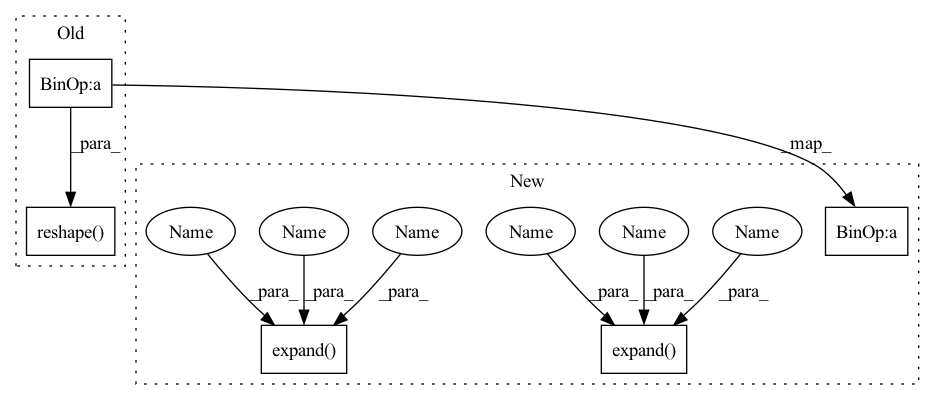 Old
BinOp:a
_para_
_map_
New
reshape()
Name
Name
Name
Name
Name
Name
BinOp:a
_para_
_para_
_para_
_para_
_para_
_para_
expand()
expand()